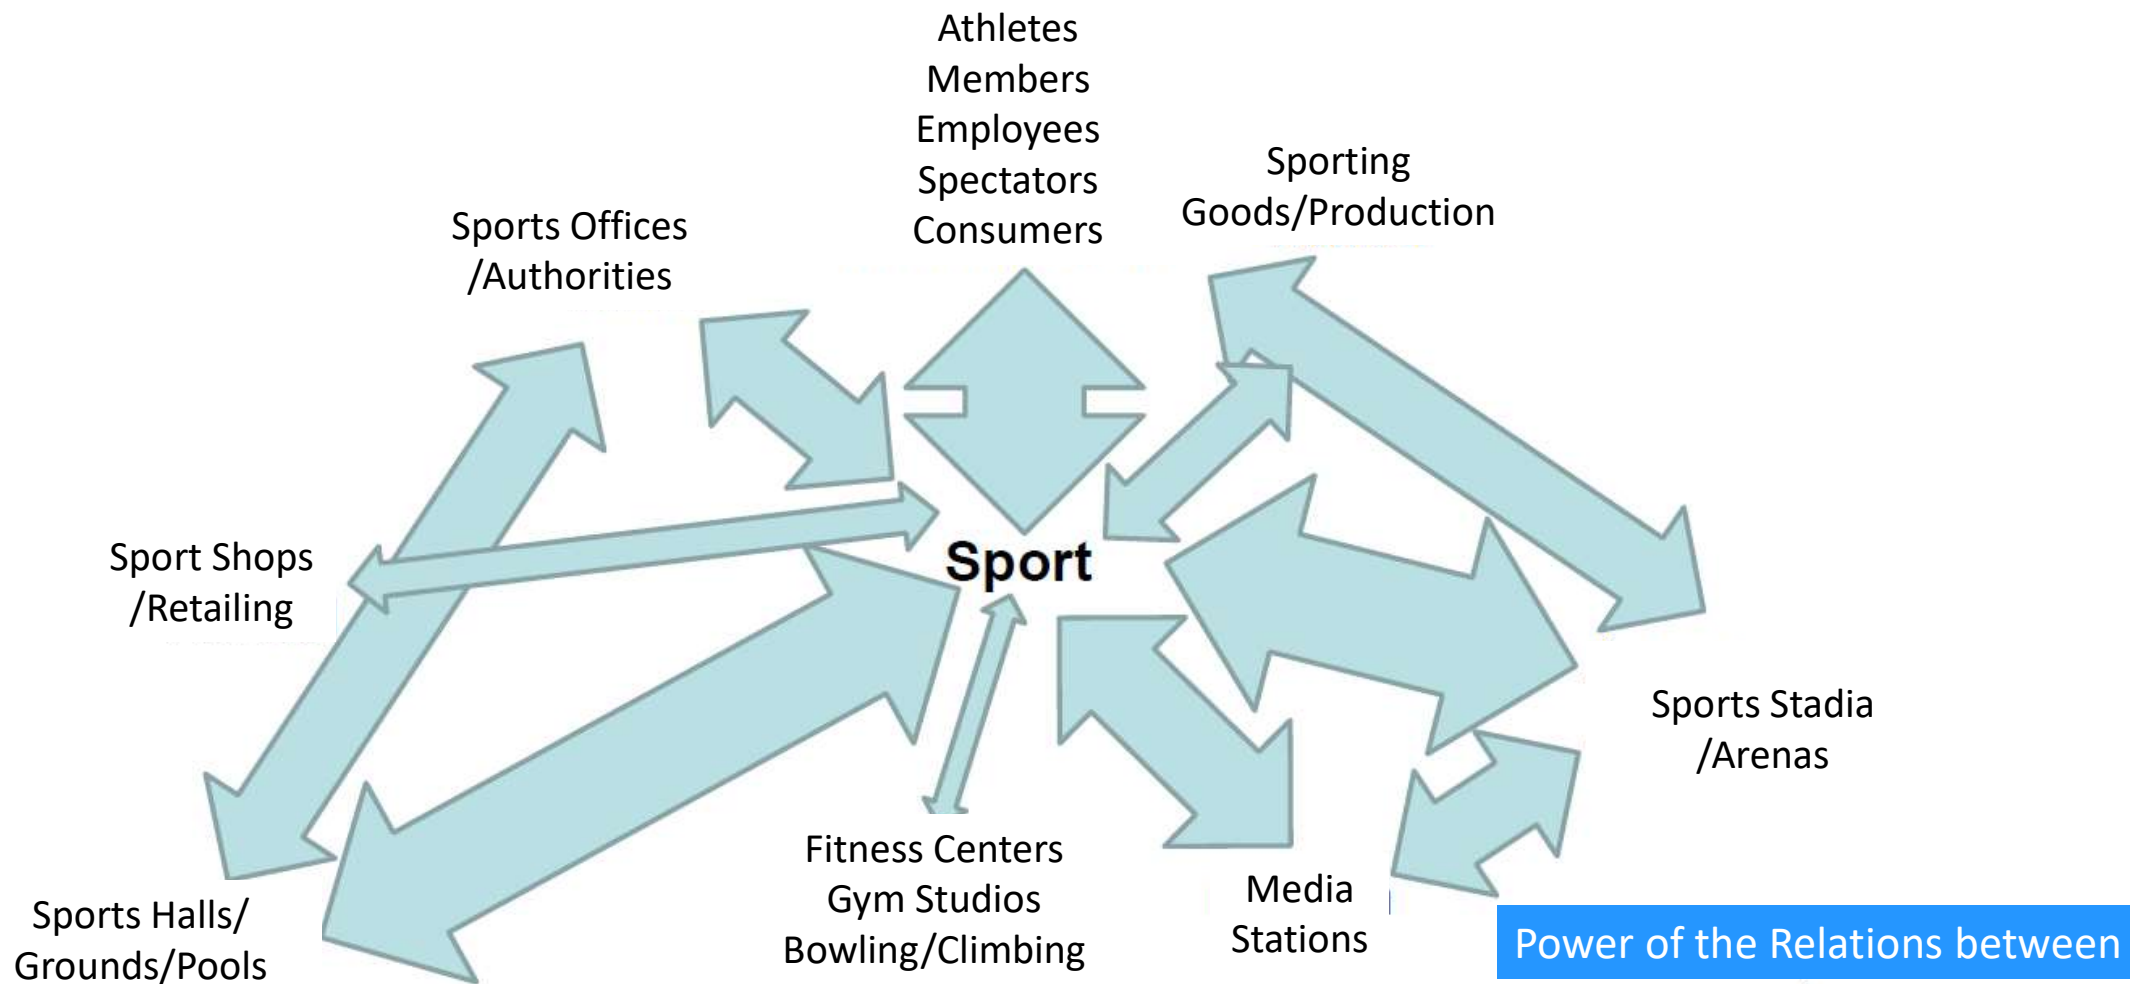 Athletes
Members
Employees
Spectators
Consumers
Sporting
Goods/Production
Sports Offices
/Authorities
Sport Shops
/Retailing
Sport
Sports Stadia
/Arenas
Fitness Centers
Gym Studios
Bowling/Climbing
Media
Stations
Sports Halls/
Grounds/Pools
Power of the Relations between